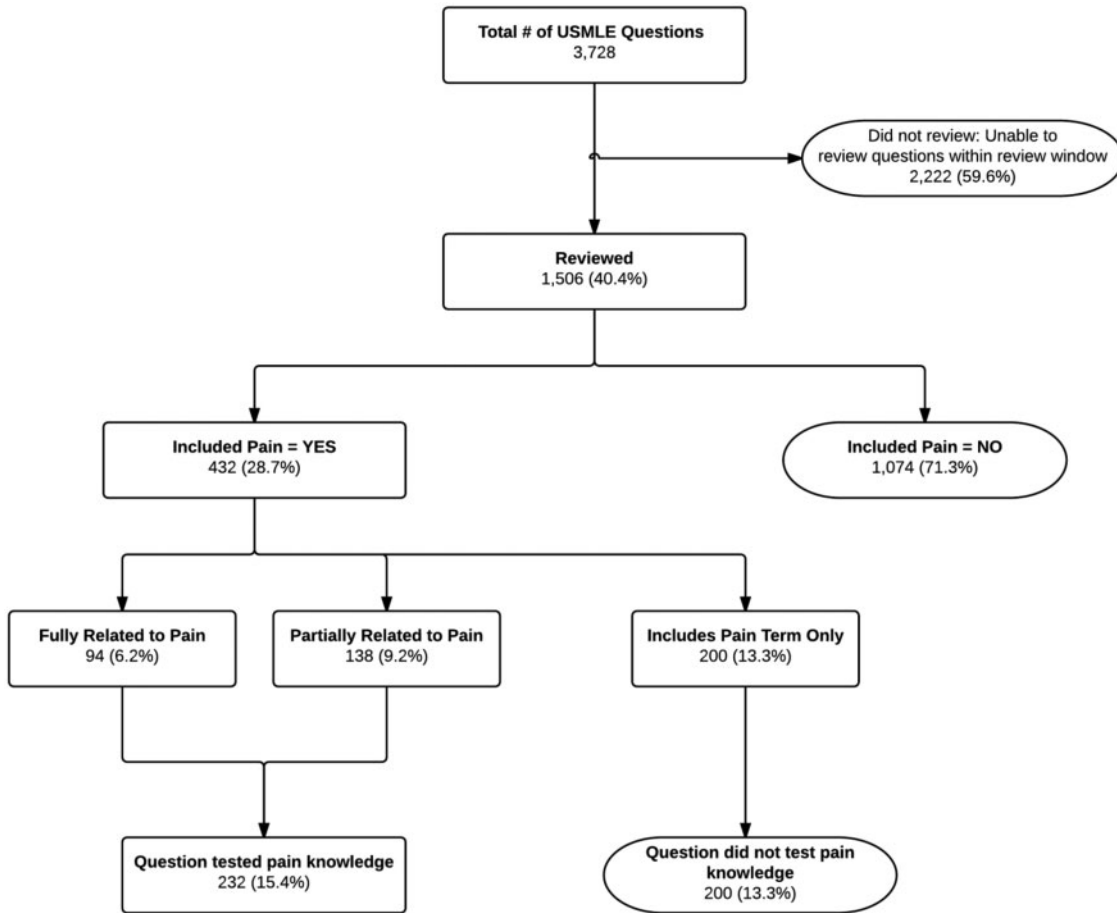 Total # of USMLE Questions
3,728
Did not review: Unable to
review questions within review window
2,222 (59.6%)
Reviewed
1,506 (40.4%)
Included Pain = YES
432 (28.7%)
Included Pain = NO
1,074 (71.3%)
Fully Related to Pain
94 (6.2%)
Partially Related to Pain
138 (9.2%)
Includes Pain Term Only
200 (13.3%)
Question tested pain knowledge
232 (15.4%)
Question did not test pain
knowledge
200 (13.3%)